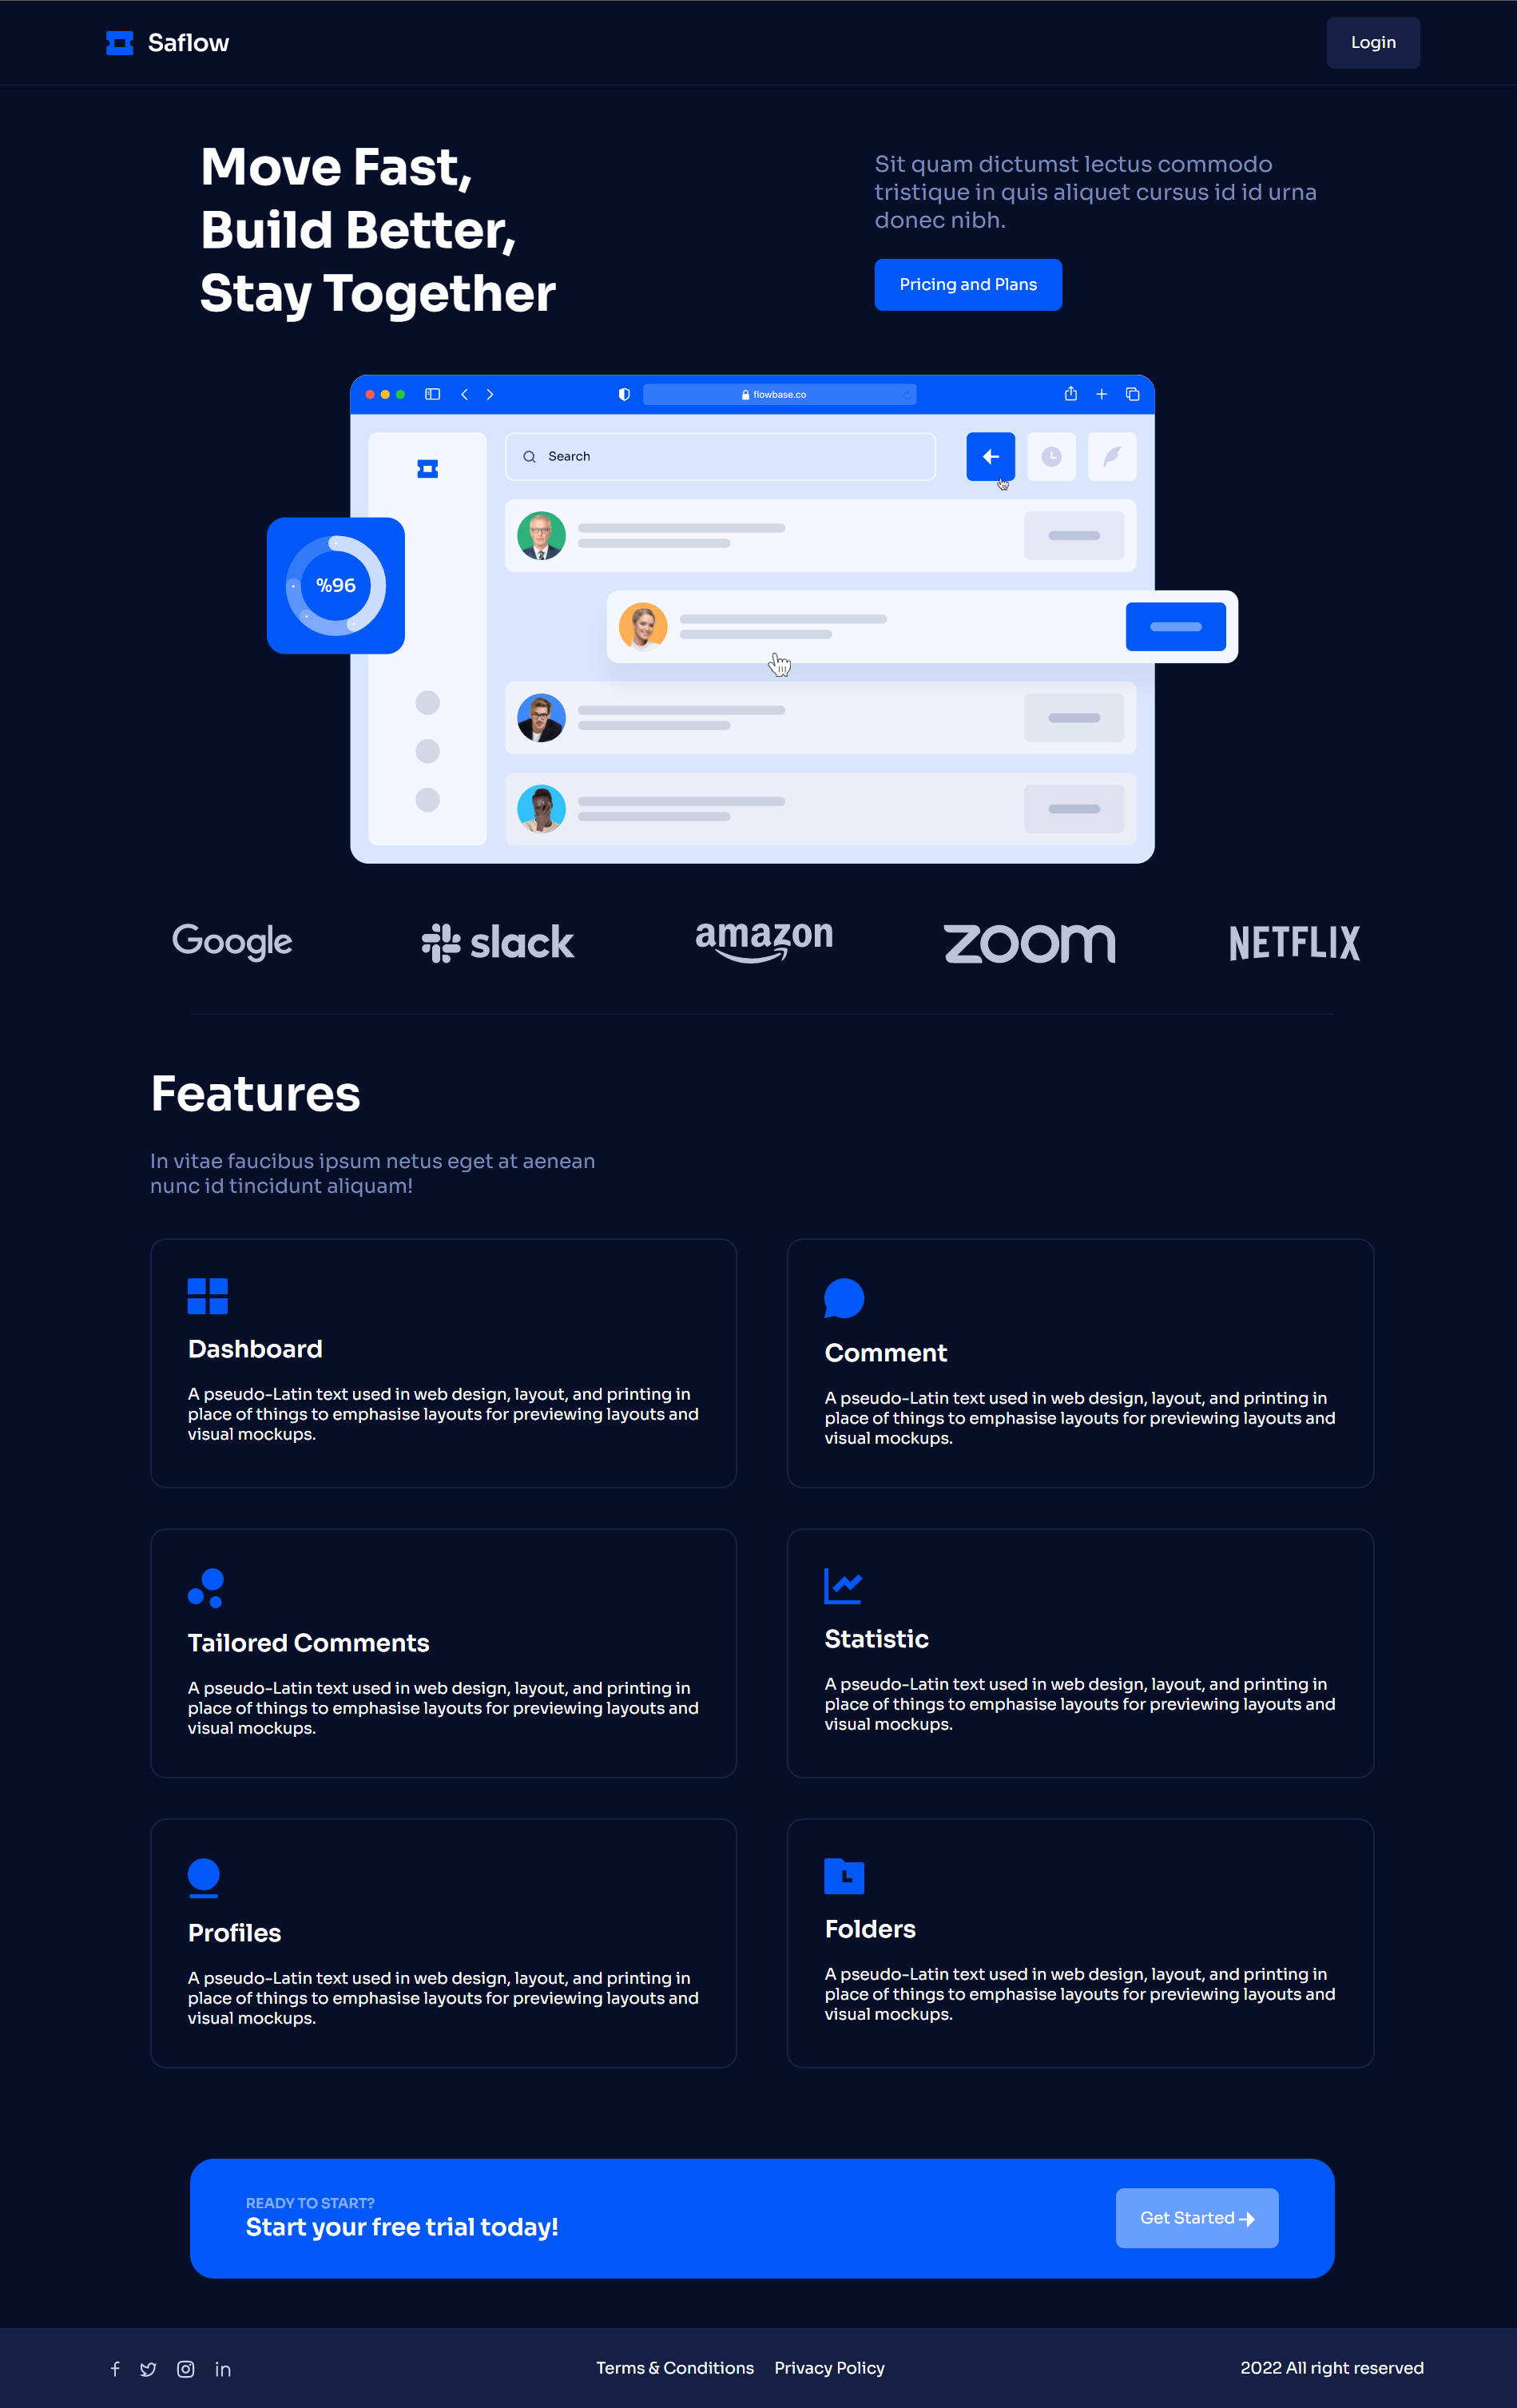 Saflow
Login
Move Fast,
Build Better,
Stay Together
Sit quam dictumst lectus commodo
tristique in quis aliquet cursus id id urna
donec nibh.
Pricing and Plans
flowbase.co
Search
%96
Google
slack
amazon
zoom
NETFLIX
Features
In vitae faucibus ipsum netus eget at aenean
nunc id tincidunt aliquam!
Dashboard
A pseudo-Latin text used in web design, layout, and printing in
place of things to emphasise layouts for previewing layouts and
visual mockups.
Comment
A pseudo-Latin text used in web design, layout, and printing in
place of things to emphasise layouts for previewing layouts and
visual mockups.
Tailored Comments
A pseudo-Latin text used in web design, layout, and printing in
place of things to emphasise layouts for previewing layouts and
visual mockups.
Statistic
A pseudo-Latin text used in web design, layout, and printing in
place of things to emphasise layouts for previewing layouts and
visual mockups.
Profiles
A pseudo-Latin text used in web design, layout, and printing in
place of things to emphasise layouts for previewing layouts and
visual mockups.
Folders
A pseudo-Latin text used in web design, layout, and printing in
place of things to emphasise layouts for previewing layouts and
visual mockups.
READY TO START?
Start your free trial today!
Get Started
Terms & Conditions
Privacy Policy
2022 All right reserved